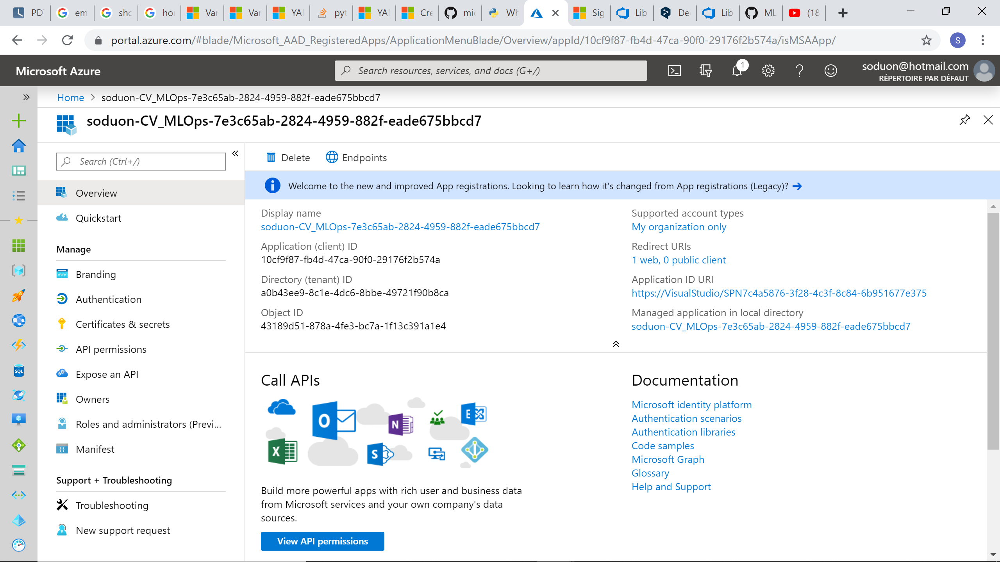 PD
em
sho
hor
Var
Var
YAI
pyt
YAI
Cre
mic
Wh
Sig
Lib
De
Lib
ML
(18
portal.azure.com/#blade/Microsoft_AAD_RegisteredApps/ApplicationMenuBlade/Overview/appId/10cf9f87-fb4d-47ca-90f0-29176f2b574a/isMSAApp/
S
Microsoft Azure
Search resources, services, and docs (G+/)
1
soduon@hotmail.com
RÉPERTOIRE PAR DÉFAUT
Home > soduon-CV_MLOps-7e3c65ab-2824-4959-882f-eade675bbcd7
soduon-CV_MLOps-7e3c65ab-2824-4959-882f-eade675bbcd7
Search (Ctrl+/)
Overview
Quickstart
Manage
Branding
Authentication
Certificates & secrets
API permissions
Expose an API
Owners
Roles and administrators (Previ...
Manifest
Support + Troubleshooting
Troubleshooting
New support request
Delete
Endpoints
Welcome to the new and improved App registrations. Looking to learn how it's changed from App registrations (Legacy)?
Display name
soduon-CV_MLOps-7e3c65ab-2824-4959-882f-eade675bbcd7
Application (client) ID
10cf9f87-fb4d-47ca-90f0-29176f2b574a
Directory (tenant) ID
a0b43ee9-8c1e-4dc6-8bbe-49721f90b8ca
Object ID
43189d51-878a-4fe3-bc7a-1f13c391a1e4
Supported account types
My organization only
Redirect URIs
1 web, 0 public client
Application ID URI
https://VisualStudio/SPN7c4a5876-3f28-4c3f-8c84-6b951677e375
Managed application in local directory
soduon-CV_MLOps-7e3c65ab-2824-4959-882f-eade675bbcd7
Call APIs
Build more powerful apps with rich user and business data
from Microsoft services and your own company's data
sources.
View API permissions
Documentation
Microsoft identity platform
Authentication scenarios
Authentication libraries
Code samples
Microsoft Graph
Glossary
Help and Support